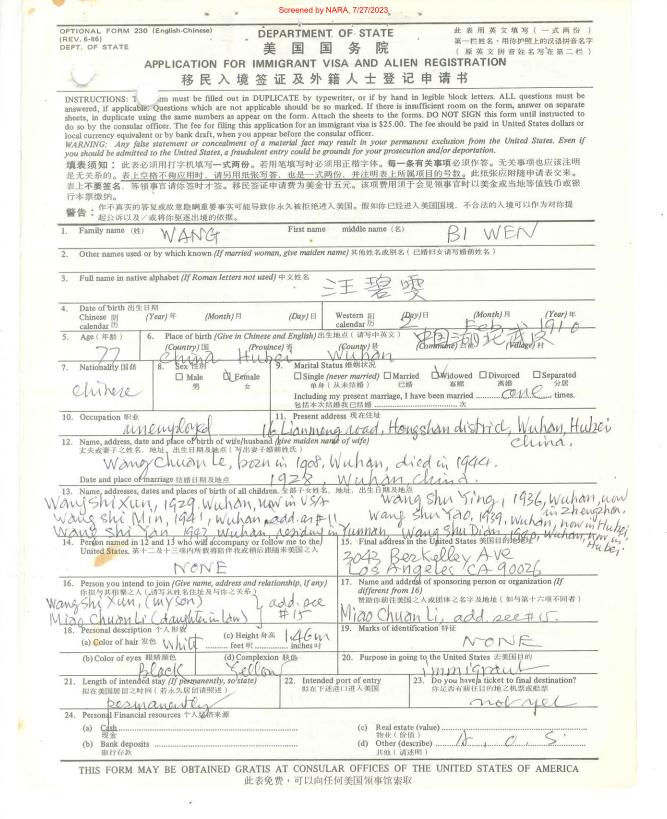 Screened by NARA, 7/27/2023
OPTIONAL FORM 230 (English-Chinese)
(REV. 6-86)
DEPT. OF STATE
DEPARTMENT OF STATE
美 国 国 务 院
此 表 用 英 文 填 写 ( 一 式 两 份 )
第一栏姓名，用你护照上的汉语拼音名字
( 原 英 文 拼 音 姓 名 写 在 第 二 栏 )
APPLICATION FOR IMMIGRANT VISA AND ALIEN REGISTRATION
移民入境签证及外籍人士登记申请书
INSTRUCTIONS: form must be filled out in DUPLICATE by typewriter, or if by hand in legible block letters. ALL questions must be
answered, if applicable. Questions which are not applicable should be so marked. If there is insufficient room on the form, answer on separate
sheets, in duplicate using the same numbers as appear on the form. Attach the sheets to the forms. DO NOT SIGN this form until instructed to
do so by the consular officer. The fee for filing this application for an immigrant visa is $25.00. The fee should be paid in United States dollars or
local currency equivalent or by bank draft, when you appear before the consular officer.
WARNING: Any false statement or concealment of a material fact may result in your permanent exclusion from the United States. Even if
you should be admitted to the United States, a fraudulent entry could be grounds for your prosecution and/or deportation.
填表须知：此表必须用打字机填写一式两份。若用笔填写时必须用正楷字体。每一条有关事项必须作答。无关事项也应该注明
是无关系的。表上空格不够应用时，请另用纸张写答，也是一式两份，并注明表上所属项目的号数。此纸张应附随申请表交来。
表上不要签名，等领事官请你签时才签。移民签证申请费为美金廿五元。该项费用须于会见领事官时以美金或当地等值钱币或银
行本票缴纳。
警告：你不真实的答复或故意隐瞒重要事实可能导致你永久被拒绝进入美国。假如你已经进入美国国境，不合法的入境可以作为对你提
起公诉以及／或将你驱逐出境的依据。
1. Family name (姓) WANG First name middle name (名) BI WEN
2. Other names used or by which known (If married woman, give maiden name) 其他姓名或别名 ( 已婚妇女请写婚前姓名 )
3. Full name in native alphabet (If Roman letters not used) 中文姓名 汪碧雯
4. Date of birth 出生日期
Chinese 阴 calendar 历 (Year) 年 (Month) 月 (Day) 日 Western 阳 calendar 历 (Day) 日 2 (Month) 月 Feb (Year) 年 1910
5. Age (年龄) 77
6. Place of birth (Give in Chinese and English) 出生地点 (请写中英文) 中国湖北武汉
(Country) 国 (Province) 省 (County) 县 (Commune) (Village) 村
China Hubei Wuhan
7. Nationality 国籍 Chinese
8. Sex 性别 Male 男 Female 女
9. Marital Status 婚姻状况
Single (never married) Married Widowed Divorced Separated
单身 (从未结婚) 已婚 寡鳏 离婚 分居
Including my present marriage, I have been married one times.
包括本次结婚我已结婚 次
10. Occupation 职业 unemployed
11. Present address 现在住址 Lianmeng road, Hongshan district, Wuhan, Hubei
China.
12. Name, address, date and place of birth of wife/husband (give maiden name of wife)
丈夫或妻子之姓名、地址、出生日期及地点 ( 写出妻子婚前姓氏 )
Wang Chuan Le, born in 1908, Wuhan, died in 1944.
Date and place of marriage 结婚日期及地点 1928, Wuhan, China.
13. Name, addresses, dates and places of birth of all children. 全部子女姓名、地址、出生日期及地点
Wang Shi Xun, 1929, Wuhan, now in USA Wang Shu Ying, 1936, Wuhan, now
Wang Shi Min, 1941, Wuhan, add. as #11 Wang Shu Yao, 1939, Wuhan, now in Hubei,
Wang Shi Yan 1942 Wuhan, residing in Yunnan, Wang Shu Dian Wuhan, now in
Hubei
14. Person named in 12 and 13 who will accompany or follow me to the
United States. 第十二及十三项内所载将陪伴我或稍后跟随来美国之人
NONE
15. Final address in the United States 美国目的地地址
3042 Berkelley Ave
Los Angeles CA 90026
16. Person you intend to join (Give name, address and relationship, if any)
你拟与其相聚之人 (请写其姓名住址及与你之关系)
Wang Shi Xun, (my son)
Miao Chuan Li (daughter in law) } add. see #15
17. Name and address of sponsoring person or organization (If
different from 16)
赞助你前往美国之人或团体之名字及地址 ( 如与第十六项不同者 )
Miao Chuan Li, add. see #15.
18. Personal description 个人形貌
(a) Color of hair 发色 white (c) Height 身高 146 m
feet 呎 inches 吋
(b) Color of eyes 眼睛颜色 Black (d) Complexion 肤色 Yellow
19. Marks of identification 特征 NONE
20. Purpose in going to the United States 去美国目的
immigrant
21. Length of intended stay (If permanently, so state)
拟在美国居留之时间 ( 若永久居留请照述 )
permanently
22. Intended port of entry
拟在下述进口进入美国
23. Do you have a ticket to final destination?
你是否有前往目的地之机票或船票
not yet
24. Personal Financial resources 个人经济来源
(a) Cash
现金
(b) Bank deposits
银行存款
(c) Real estate (value)
物业 ( 价值 )
(d) Other (describe) A. O. S.
其他 ( 请述明 )
THIS FORM MAY BE OBTAINED GRATIS AT CONSULAR OFFICES OF THE UNITED STATES OF AMERICA
此表免费，可以向任何美国领事馆索取